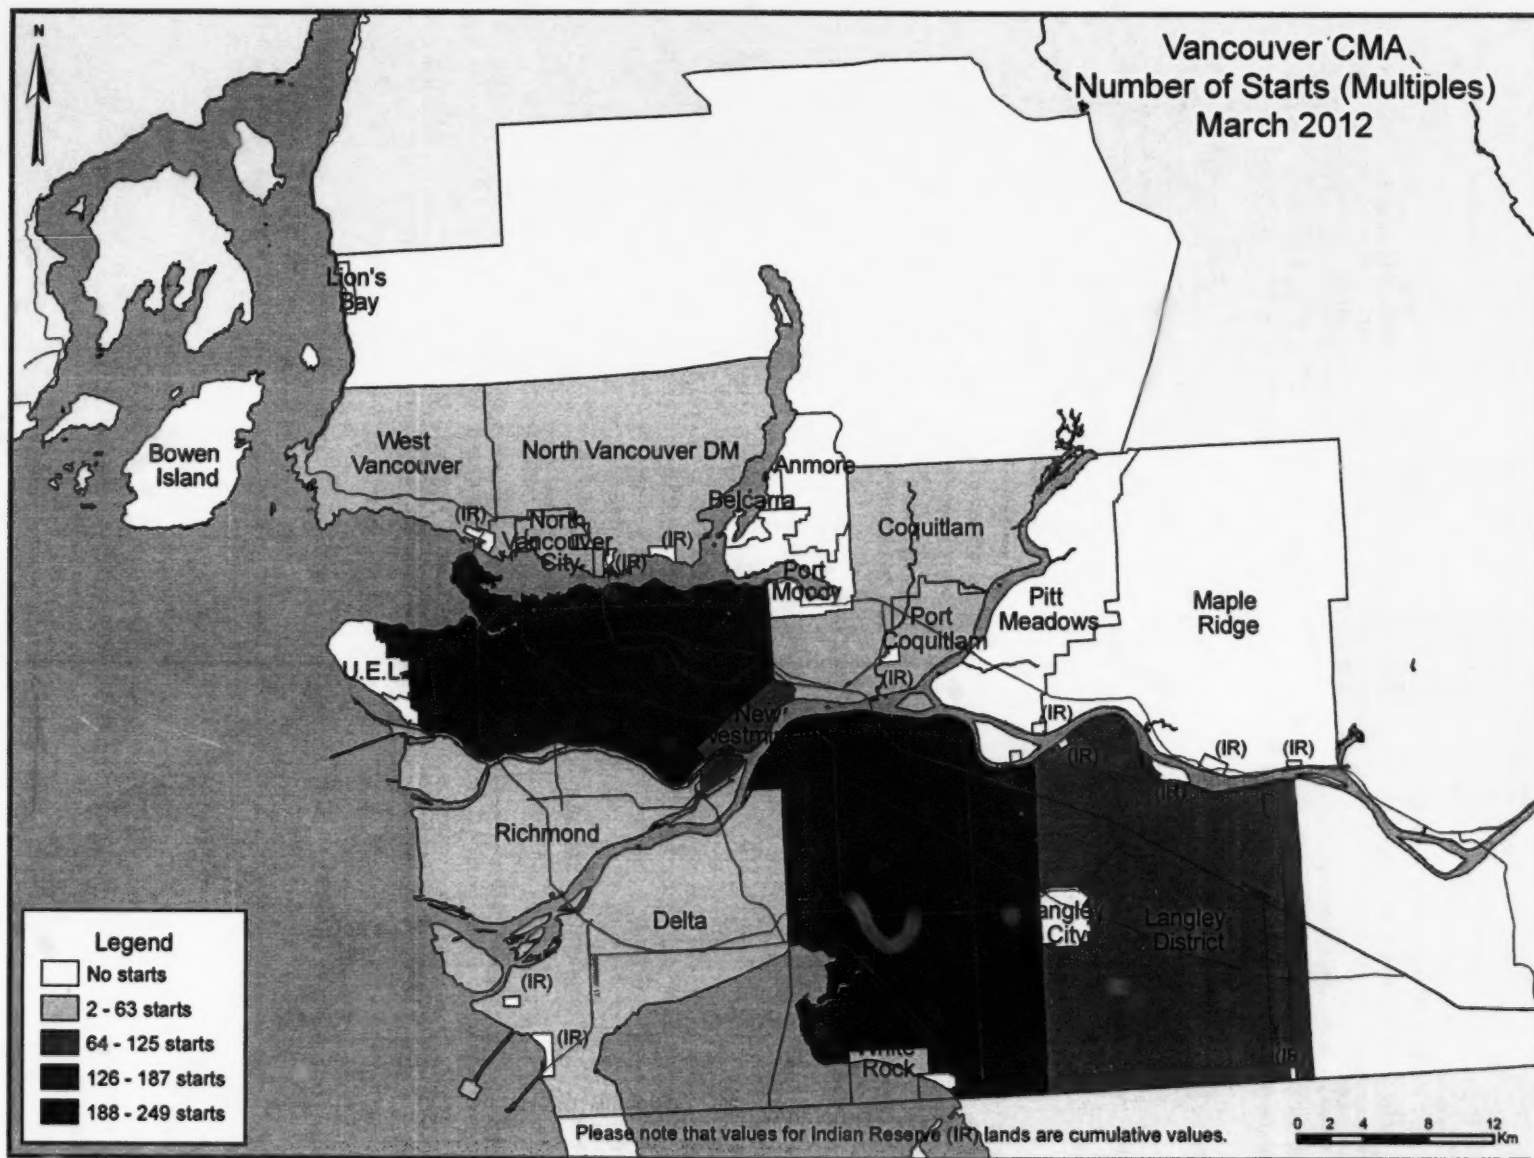 N
Vancouver CMA
Number of Starts (Multiples)
March 2012
Lion's
Bay
Bowen
Island
West
Vancouver
North Vancouver DM
Anmore
Belcarra
(IR)
North
Vancouver
City
(IR)
(IR)
Coquitlam
Port
Moody
Port
Coquitlam
(IR)
Pitt
Meadows
Maple
Ridge
U.E.L.
New
(IR)
(IR)
(IR)
(IR)
(IR)
Richmond
Delta
City
Langley
District
(IR)
(IR)
White
Rock
Legend
No starts
2 - 63 starts
64 - 125 starts
126 - 187 starts
188 - 249 starts
Please note that values for Indian Reserve (IR) lands are cumulative values.
0 2 4 8 12
Km